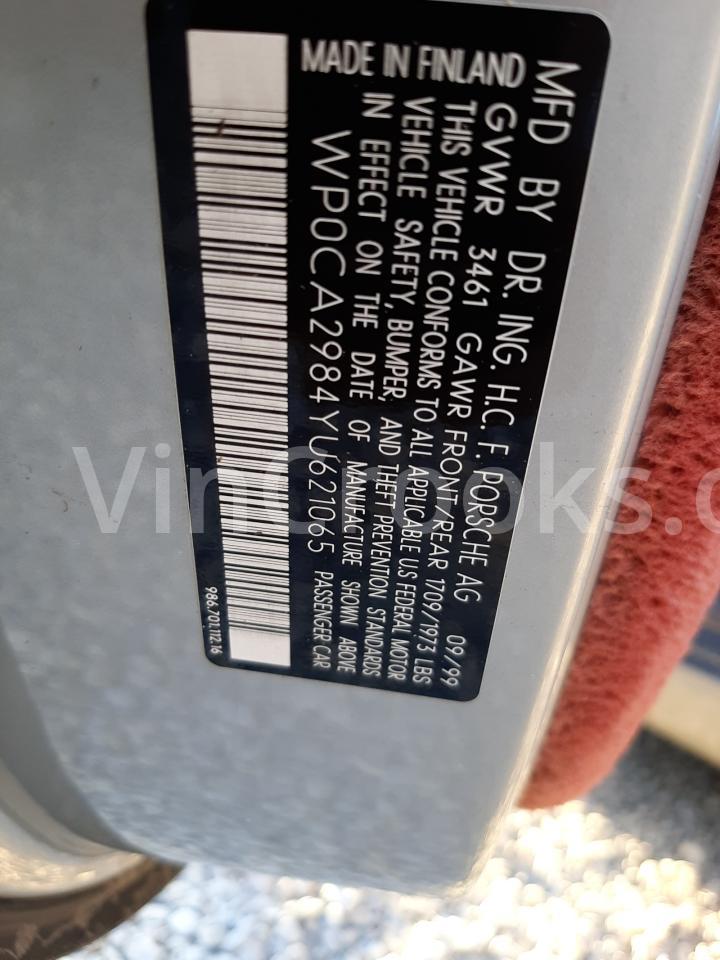 MFD BY DR. ING. H.C. F. PORSCHE AG 09/99
GVWR 3461 GAWR FRONT/REAR 1709/1973 LBS
THIS VEHICLE CONFORMS TO ALL APPLICABLE US FEDERAL MOTOR
VEHICLE SAFETY, BUMPER, AND THEFT PREVENTION STANDARDS
IN EFFECT ON THE DATE OF MANUFACTURE SHOWN ABOVE
WP0CA2984YU621065 PASSENGER CAR
MADE IN FINLAND
986.701.112.16
VinCrooks.c